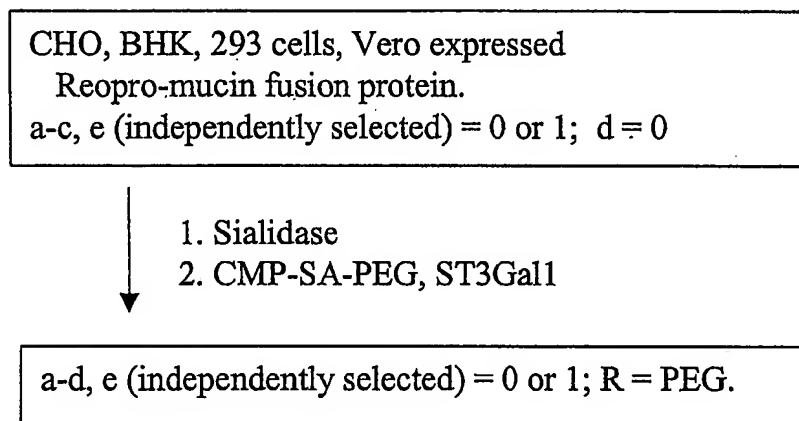 CHO, BHK, 293 cells, Vero expressed
Reopro-mucin fusion protein.
a-c, e (independently selected) = 0 or 1; d = 0
1. Sialidase
2. CMP-SA-PEG, ST3Gal1
a-d, e (independently selected) = 0 or 1; R = PEG.